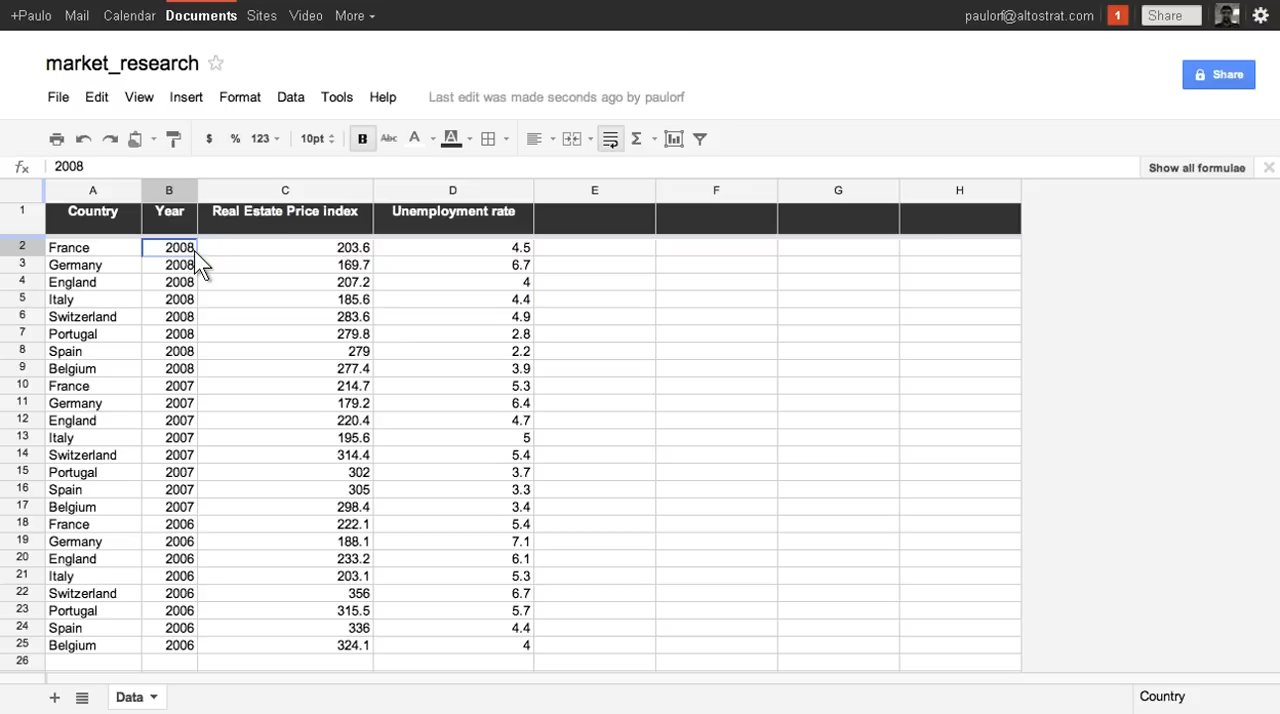 +Paulo Mail Calendar Documents Sites Video More paulorf@altostrat.com 1 Share
market_research
Share
File Edit View Insert Format Data Tools Help Last edit was made seconds ago by paulorf
$ % 123 10pt B Abc A A Σ
fx 2008 Show all formulae
A B C D E F G H
1 Country Year Real Estate Price index Unemployment rate
2 France 2008 203.6 4.5
3 Germany 2008 169.7 6.7
4 England 2008 207.2 4
5 Italy 2008 185.6 4.4
6 Switzerland 2008 283.6 4.9
7 Portugal 2008 279.8 2.8
8 Spain 2008 279 2.2
9 Belgium 2008 277.4 3.9
10 France 2007 214.7 5.3
11 Germany 2007 179.2 6.4
12 England 2007 220.4 4.7
13 Italy 2007 195.6 5
14 Switzerland 2007 314.4 5.4
15 Portugal 2007 302 3.7
16 Spain 2007 305 3.3
17 Belgium 2007 298.4 3.4
18 France 2006 222.1 5.4
19 Germany 2006 188.1 7.1
20 England 2006 233.2 6.1
21 Italy 2006 203.1 5.3
22 Switzerland 2006 356 6.7
23 Portugal 2006 315.5 5.7
24 Spain 2006 336 4.4
25 Belgium 2006 324.1 4
26
+ Data Country